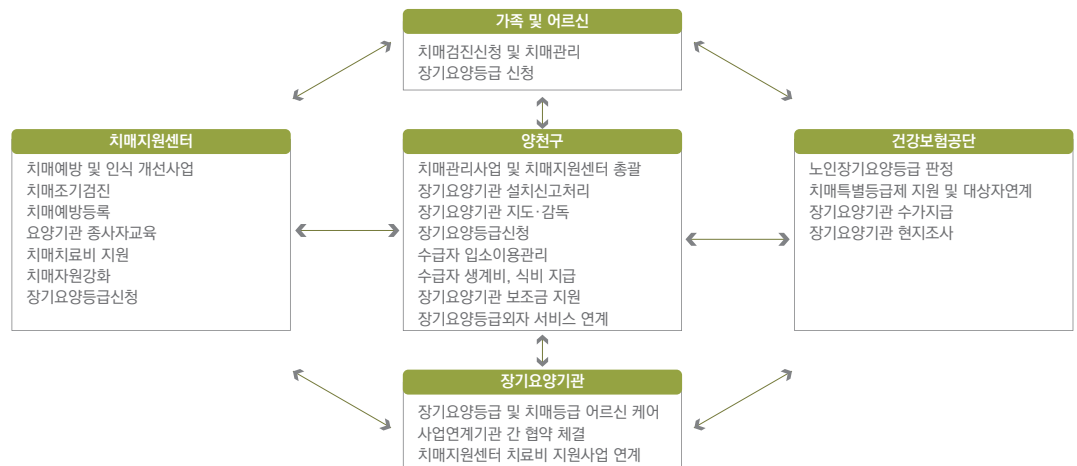 가족 및 어르신
치매검진신청 및 치매관리
장기요양등급 신청
치매지원센터
치매예방 및 인식 개선사업
치매조기검진
치매예방등록
요양기관 종사자교육
치매치료비 지원
치매자원강화
장기요양등급신청
양천구
치매관리사업 및 치매지원센터 총괄
장기요양기관 설치신고처리
장기요양기관 지도·감독
장기요양등급신청
수급자 입소이용관리
수급자 생계비, 식비 지급
장기요양기관 보조금 지원
장기요양등급외자 서비스 연계
건강보험공단
노인장기요양등급 판정
치매특별등급제 지원 및 대상자연계
장기요양기관 수가지급
장기요양기관 현지조사
장기요양기관
장기요양등급 및 치매등급 어르신 케어
사업연계기관 간 협약 체결
치매지원센터 치료비 지원사업 연계